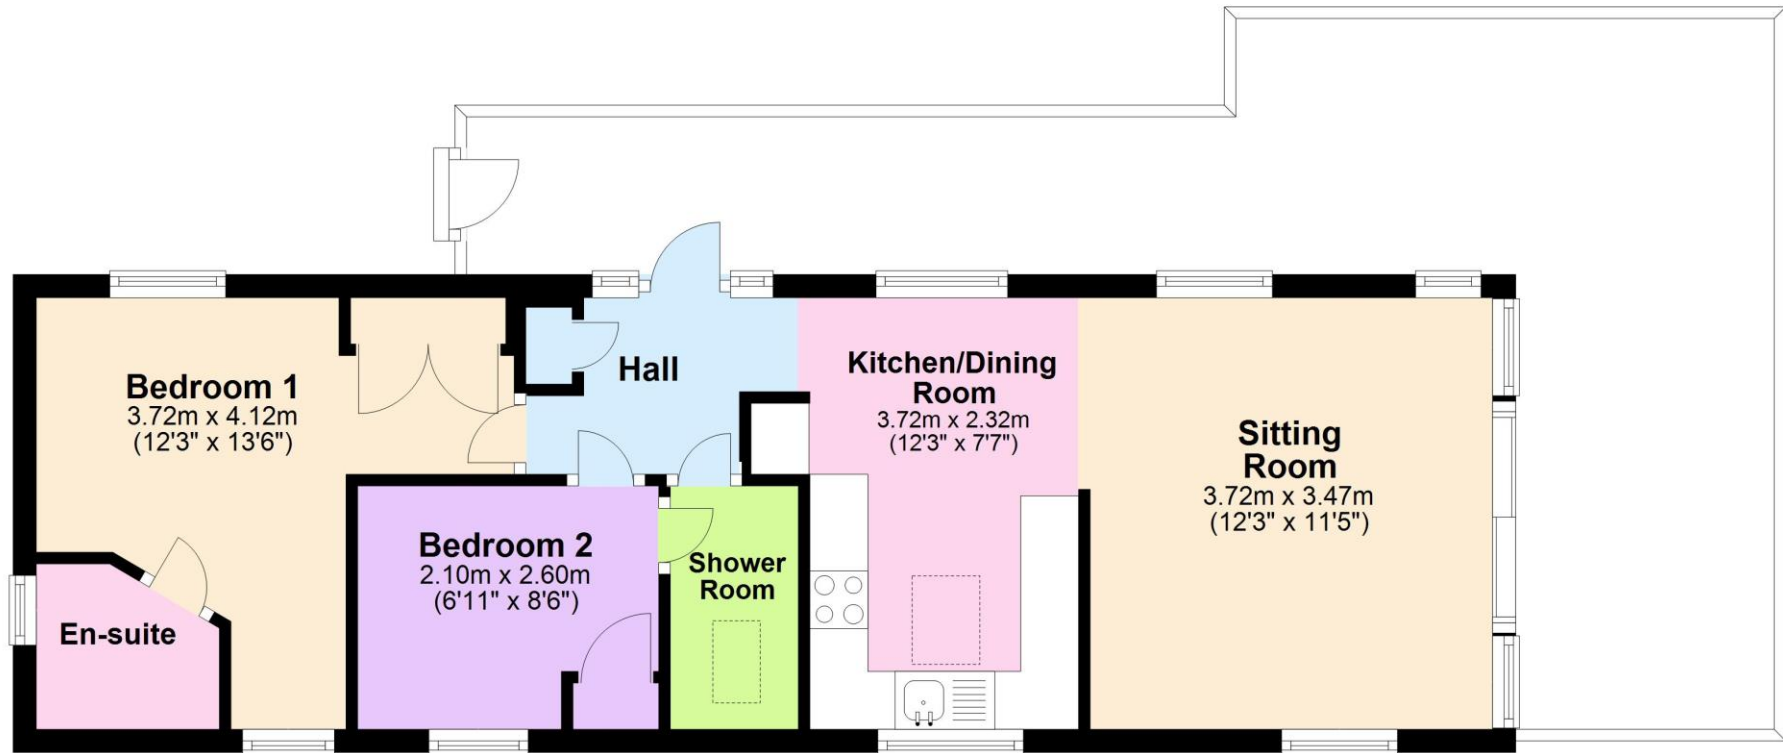 Bedroom 1
3.72m x 4.12m
(12'3" x 13'6")
Hall
Kitchen/Dining
Room
3.72m x 2.32m
(12'3" x 7'7")
Sitting
Room
3.72m x 3.47m
(12'3" x 11'5")
Bedroom 2
2.10m x 2.60m
(6'11" x 8'6")
Shower
Room
En-suite